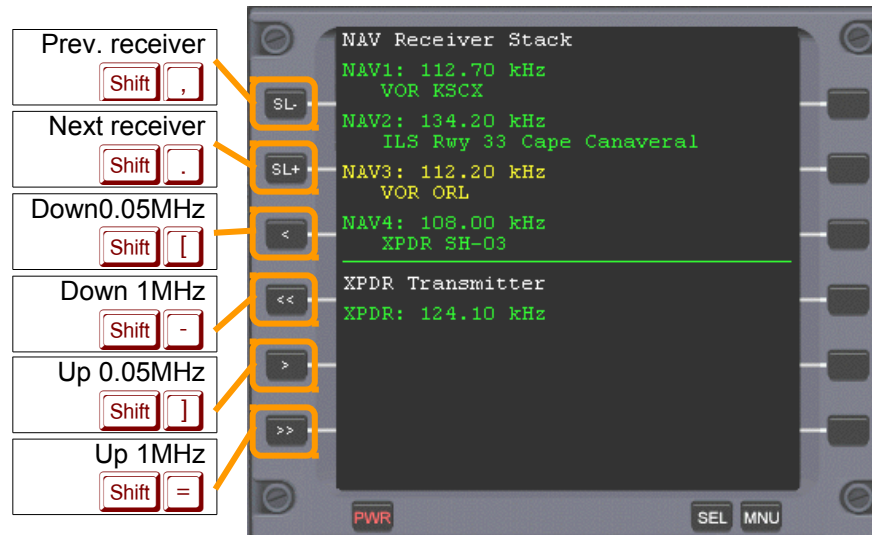 Prev. receiver
Shift ,
Next receiver
Shift .
Down0.05MHz
Shift [
Down 1MHz
Shift -
Up 0.05MHz
Shift ]
Up 1MHz
Shift =
SL-
SL+
<
<<
>
>>
NAV Receiver Stack
NAV1: 112.70 kHz
VOR KSCX
NAV2: 134.20 kHz
ILS Rwy 33 Cape Canaveral
NAV3: 112.20 kHz
VOR ORL
NAV4: 108.00 kHz
XPDR SH-03
XPDR Transmitter
XPDR: 124.10 kHz
PWR
SEL MNU